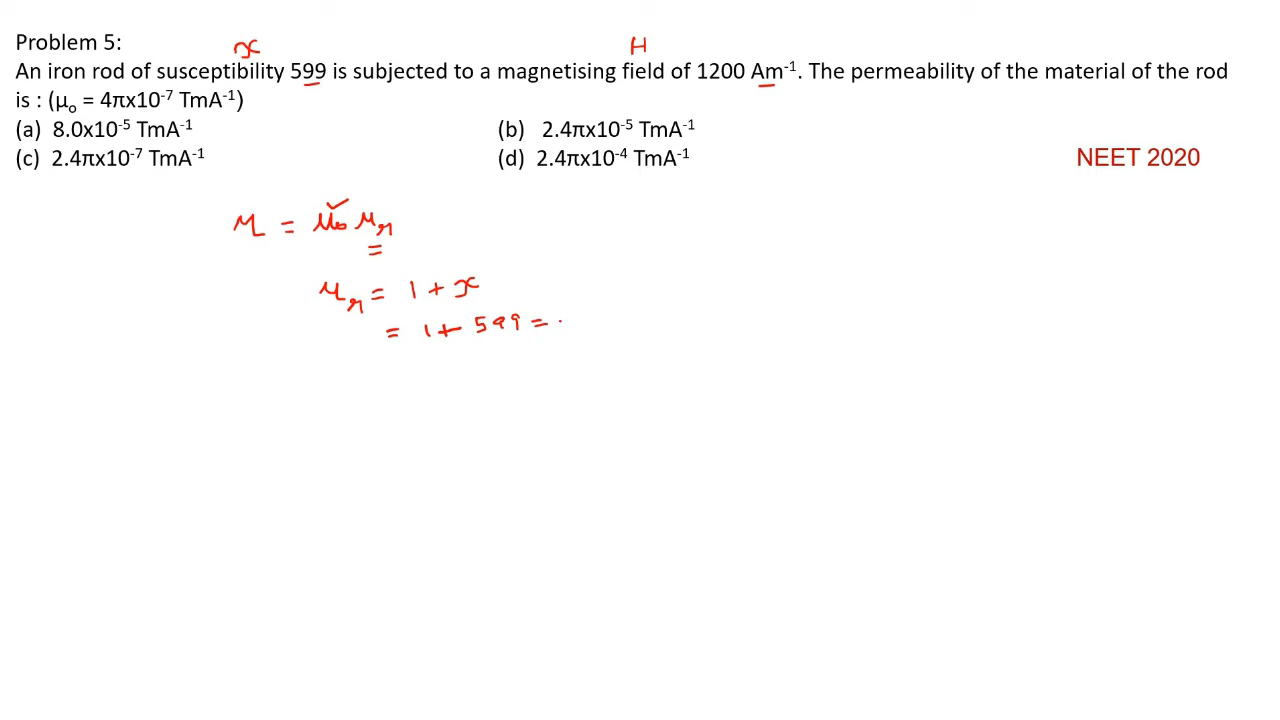 Problem 5:
x H
An iron rod of susceptibility 599 is subjected to a magnetising field of 1200 Am⁻¹. The permeability of the material of the rod
is : (μₒ = 4πx10⁻⁷ TmA⁻¹)
(a) 8.0x10⁻⁵ TmA⁻¹ (b) 2.4πx10⁻⁵ TmA⁻¹
(c) 2.4πx10⁻⁷ TmA⁻¹ (d) 2.4πx10⁻⁴ TmA⁻¹ NEET 2020
μ = μ₀ μᵣ
μᵣ = 1 + x
= 1 + 599 =